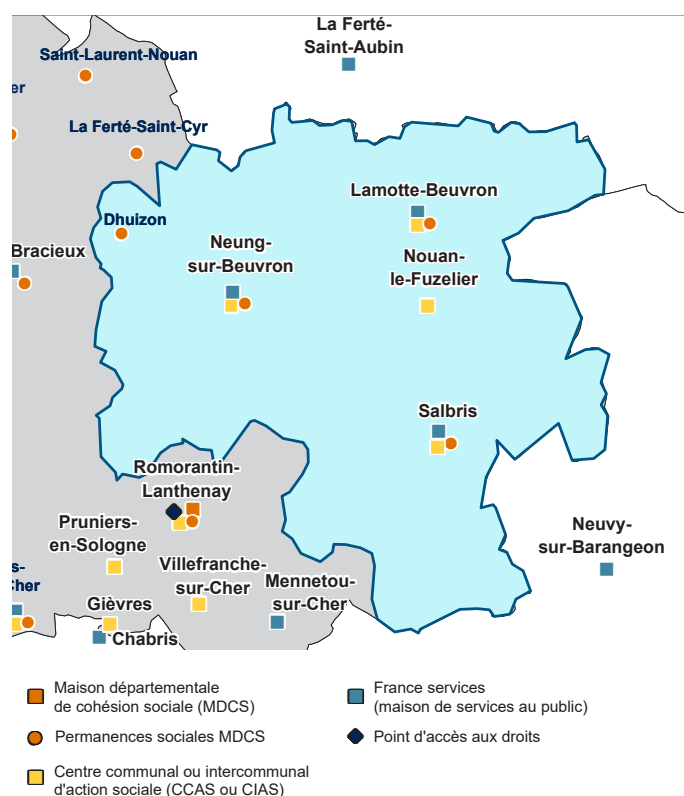 La Ferté-
Saint-Aubin
Saint-Laurent-Nouan
er
La Ferté-Saint-Cyr
Lamotte-Beuvron
Dhuizon
Bracieux
Neung-
sur-Beuvron
Nouan-
le-Fuzelier
Salbris
Romorantin-
Lanthenay
Pruniers-
en-Sologne
Neuvy-
sur-Barangeon
Villefranche-
sur-Cher
Mennetou-
sur-Cher
s-
Cher
Gièvres
Chabris
Maison départementale
de cohésion sociale (MDCS)
Permanences sociales MDCS
Centre communal ou intercommunal
d'action sociale (CCAS ou CIAS)
France services
(maison de services au public)
Point d'accès aux droits